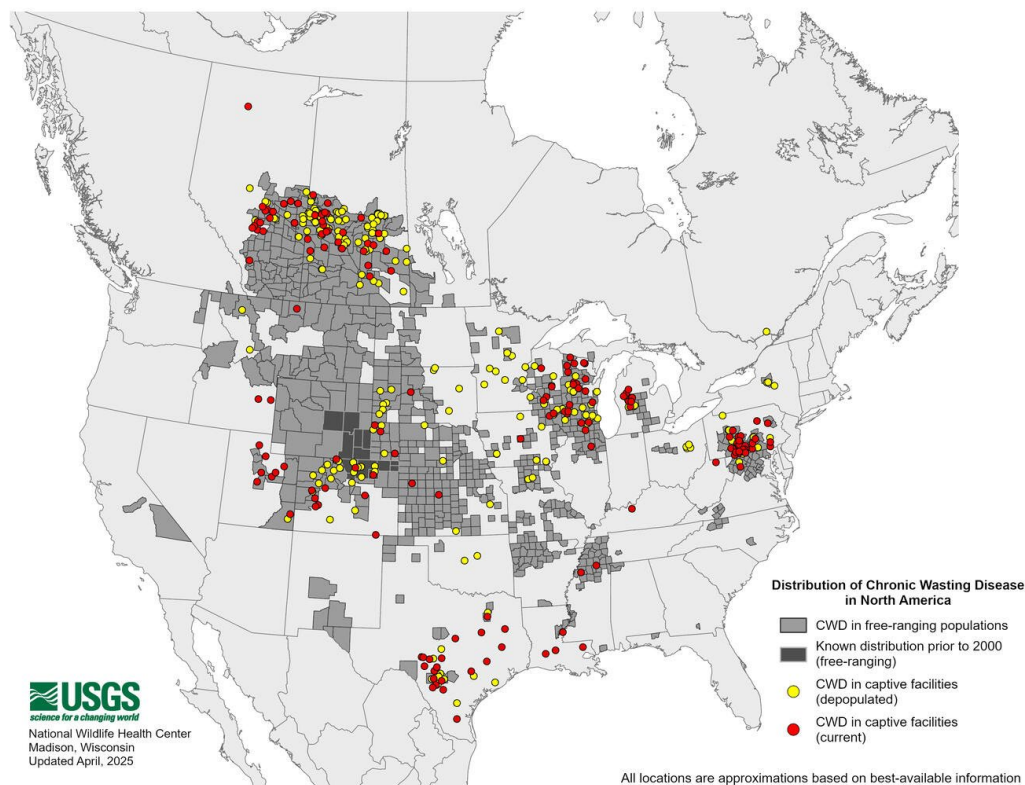 Distribution of Chronic Wasting Disease
in North America
CWD in free-ranging populations
Known distribution prior to 2000
(free-ranging)
CWD in captive facilities
(depopulated)
CWD in captive facilities
(current)
USGS
science for a changing world
National Wildlife Health Center
Madison, Wisconsin
Updated April, 2025
All locations are approximations based on best-available information